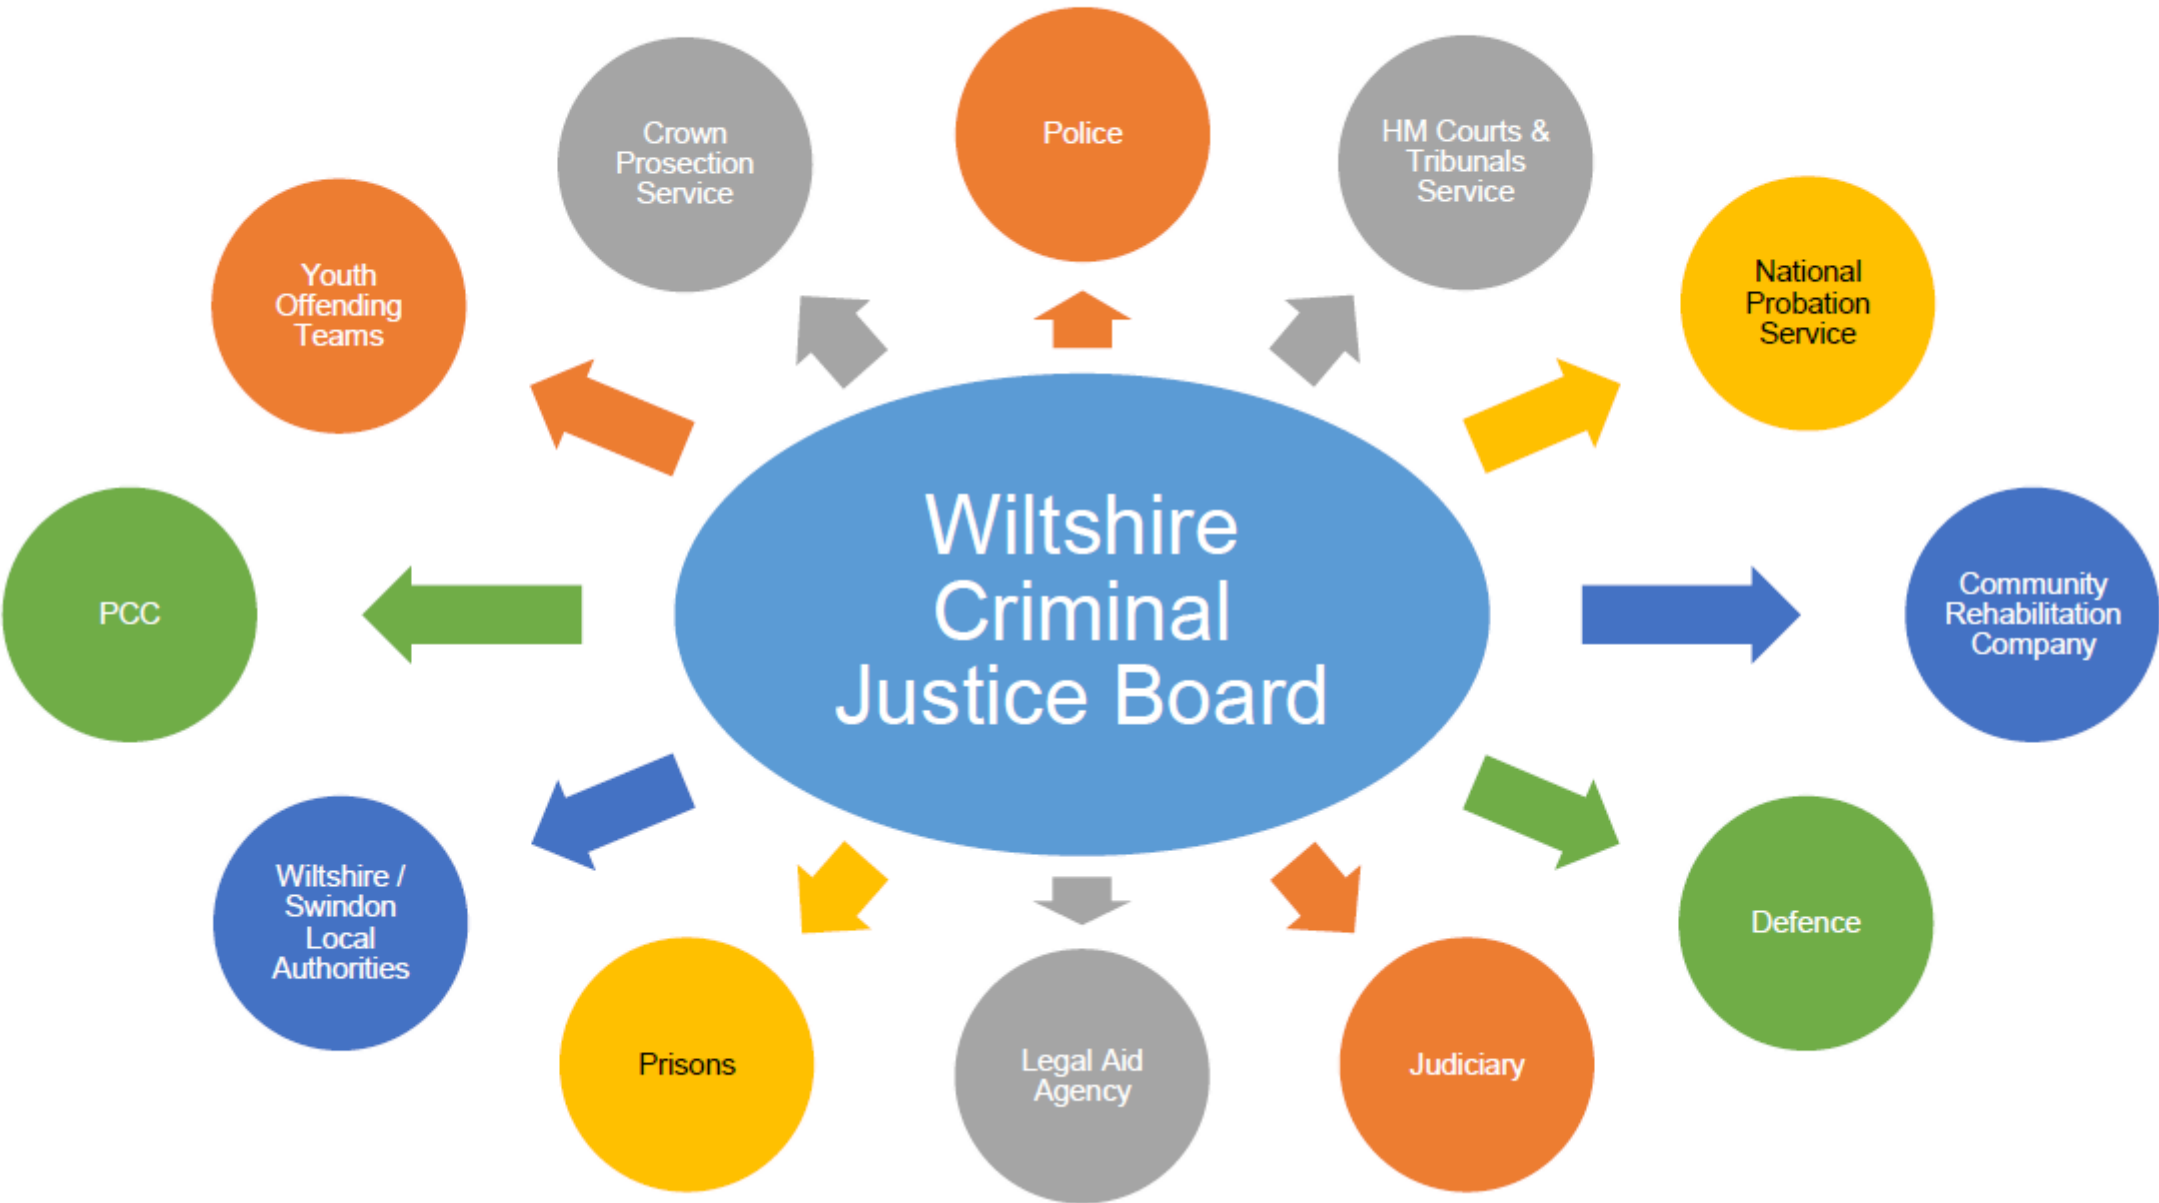 Police
HM Courts &
Tribunals
Service
National
Probation
Service
Community
Rehabilitation
Company
Defence
Judiciary
Legal Aid
Agency
Prisons
Wiltshire /
Swindon
Local
Authorities
PCC
Youth
Offending
Teams
Crown
Prosection
Service
Wiltshire
Criminal
Justice Board